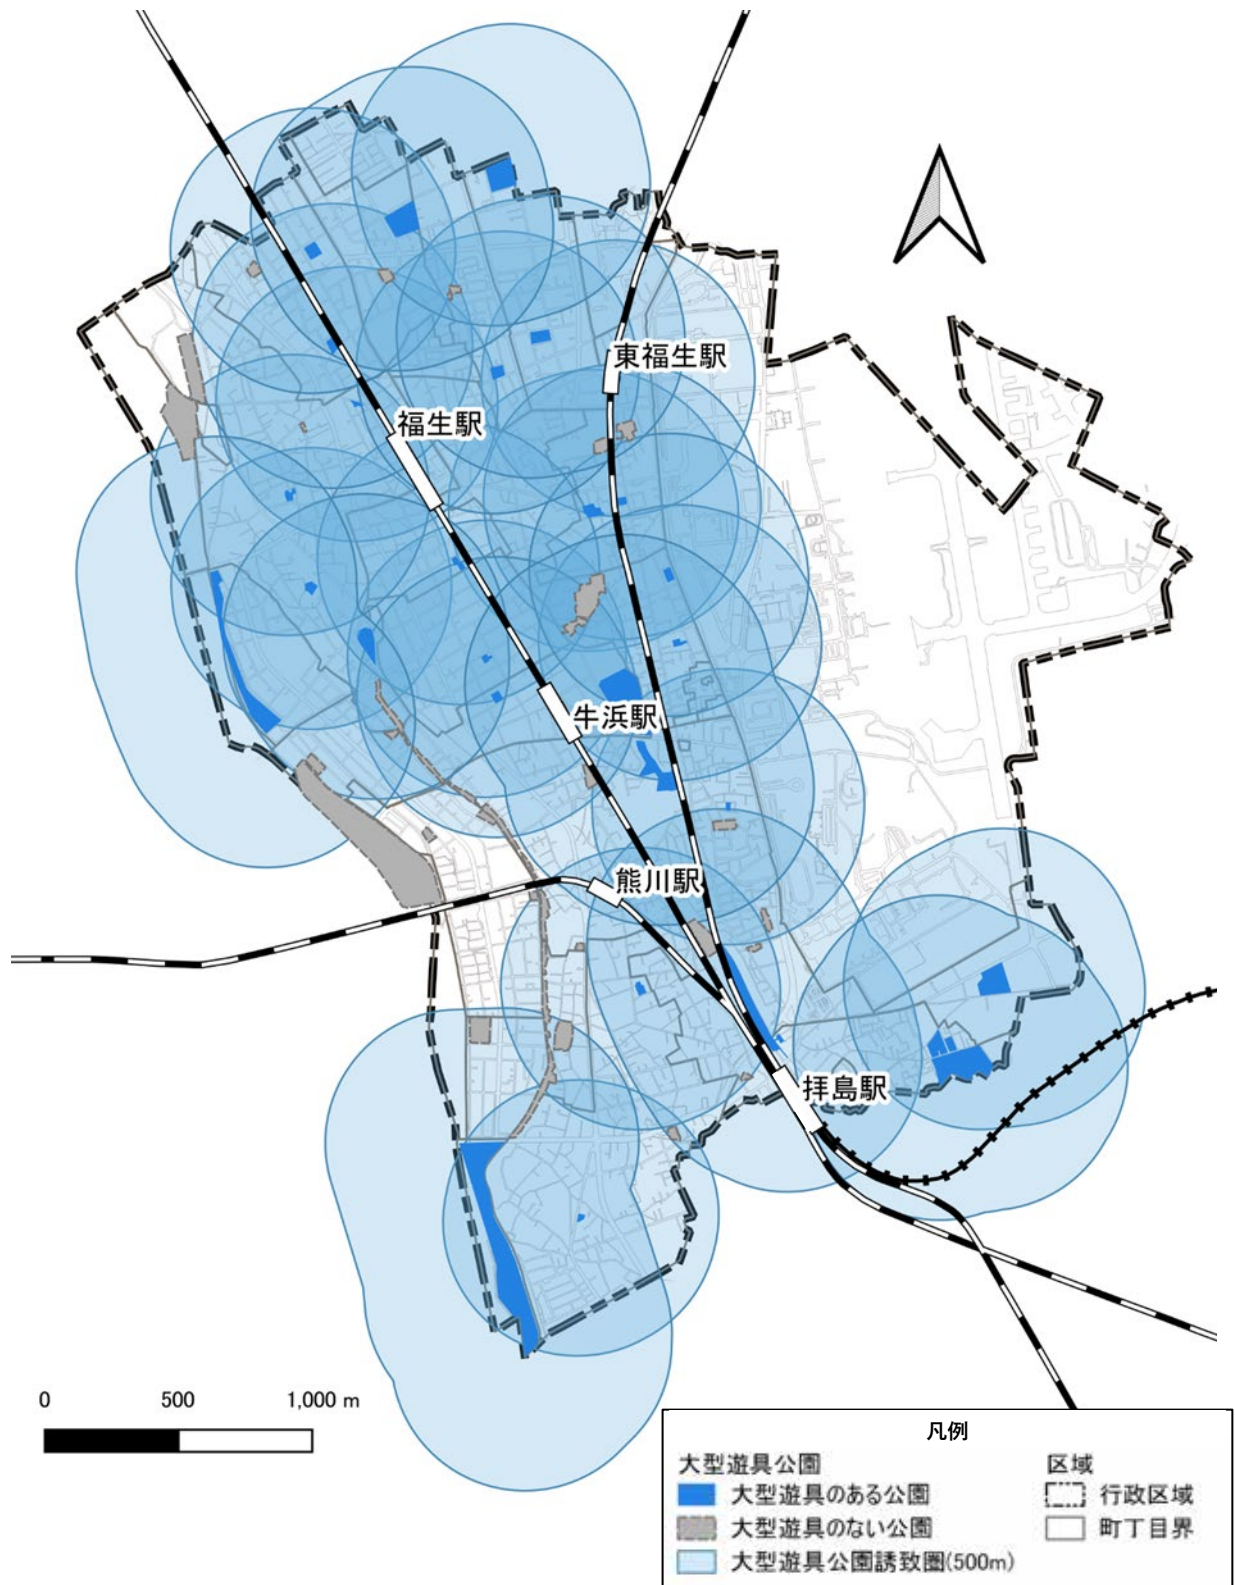 東福生駅
福生駅
牛浜駅
熊川駅
拝島駅
0 500 1,000 m
凡例
大型遊具公園
大型遊具のある公園
大型遊具のない公園
大型遊具公園誘致圏(500m)
区域
行政区域
町丁目界